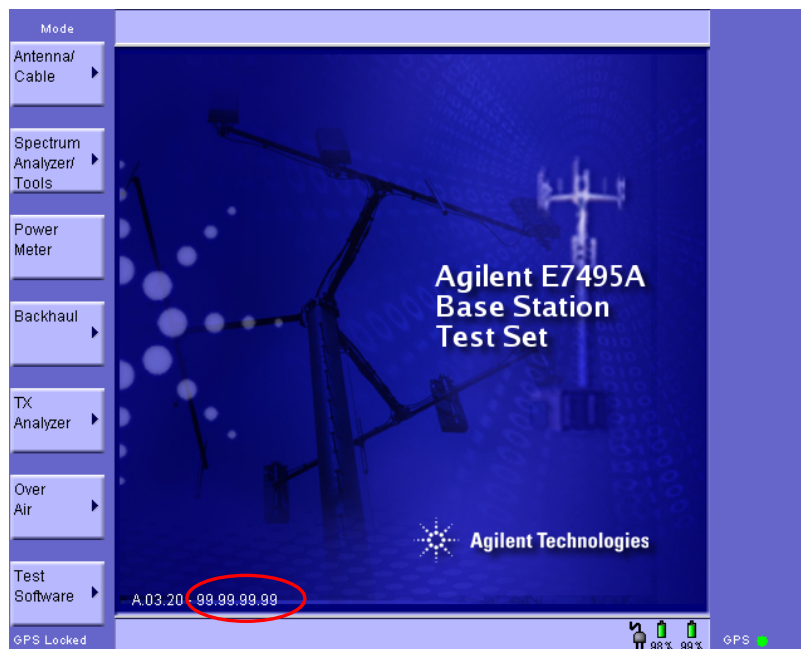 Mode
Antenna/
Cable
Spectrum
Analyzer/
Tools
Power
Meter
Backhaul
TX
Analyzer
Over
Air
Test
Software
GPS Locked
Agilent E7495A
Base Station
Test Set
Agilent Technologies
A.03.20 - 99.99.99.99
98% 99%
GPS